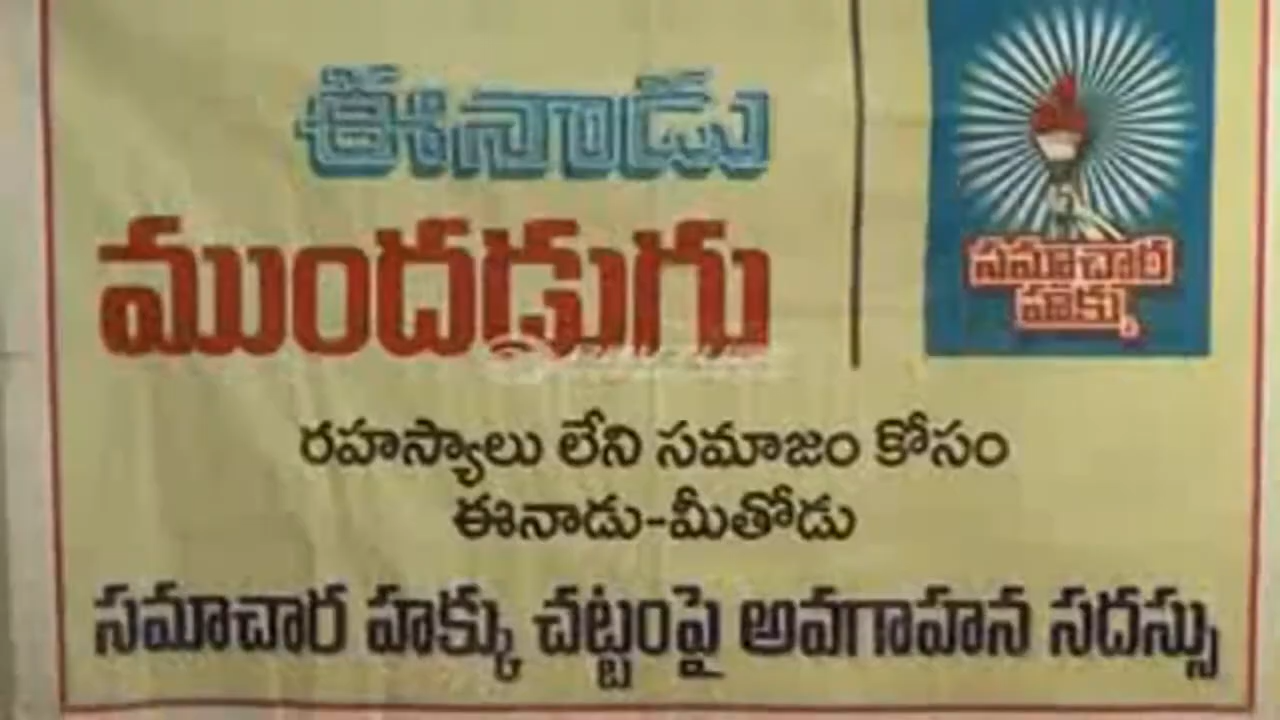 ఈనాడు
ముందడుగు
సమాచార
హక్కు
రహస్యాలు లేని సమాజం కోసం
ఈనాడు-మీతోడు
సమాచార హక్కు చట్టంపై అవగాహన సదస్సు